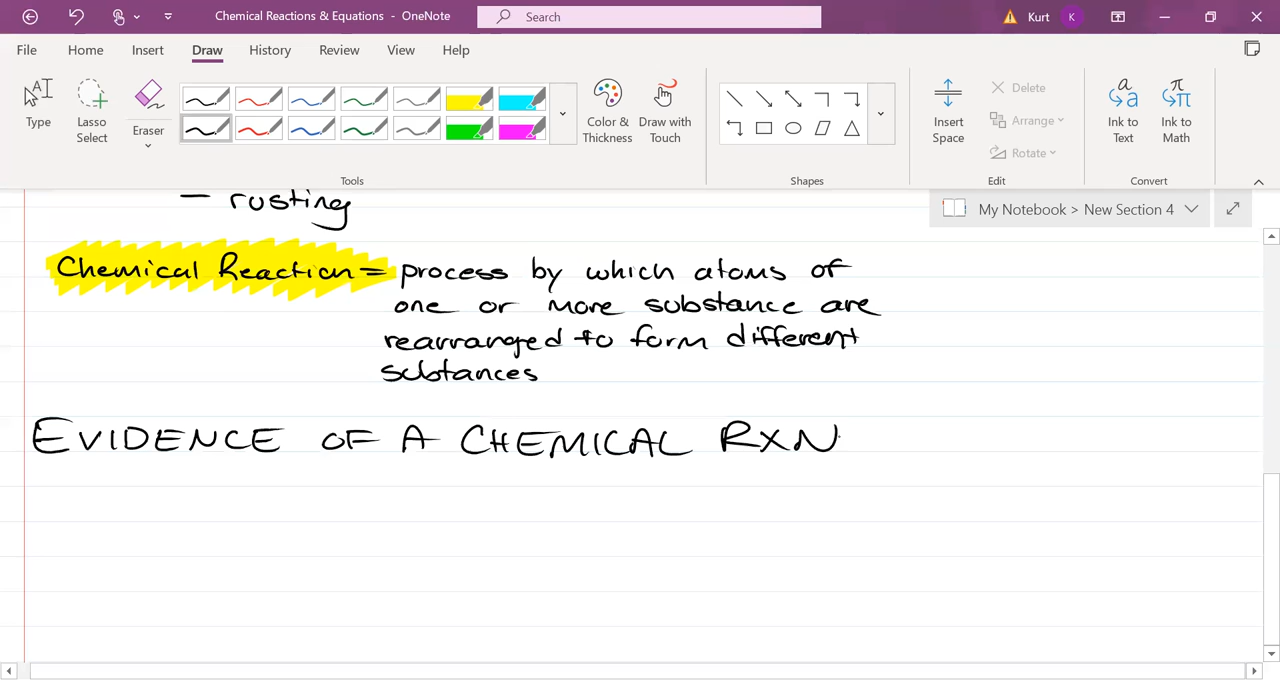 Chemical Reactions & Equations - OneNote
Search
Kurt
K
File Home Insert Draw History Review View Help
Type
Lasso Select
Eraser
Color & Thickness
Draw with Touch
Insert Space
Delete
Arrange
Rotate
Ink to Text
Ink to Math
Tools
Shapes
Edit
Convert
My Notebook > New Section 4
— rusting
Chemical Reaction = process by which atoms of
one or more substance are
rearranged to form different
substances
EVIDENCE OF A CHEMICAL RXN